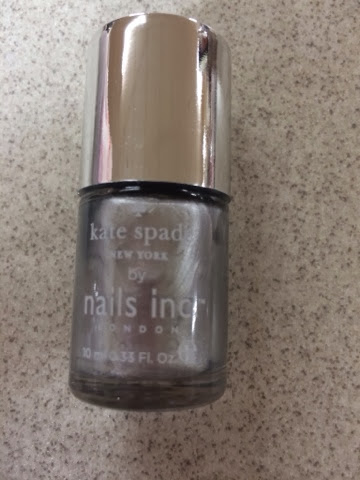 kate spade
NEW YORK
by
nails inc
LONDON
10 ml 0.33 Fl. Oz.